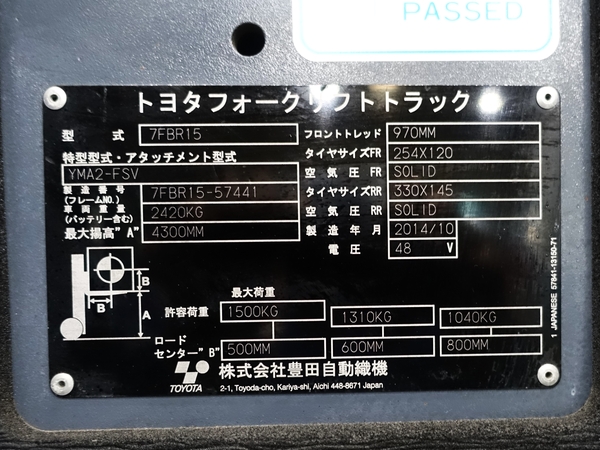 PASSED
トヨタフォークリフトトラック
型 式 7FBR15
特型型式・アタッチメント型式
YMA2-FSV
製造番号 (フレームNO.) 7FBR15-57441
車両重量 (バッテリー含む) 2420KG
最大揚高"A" 4300MM
フロントトレッド 970MM
タイヤサイズFR 254X120
空気圧 FR SOLID
タイヤサイズRR 330X145
空気圧 RR SOLID
製造年月 2014/10
電圧 48 V
B
B
A
最大荷重
許容荷重 1500KG 1310KG 1040KG
ロードセンター"B" 500MM 600MM 800MM
TOYOTA
株式会社豊田自動織機
2-1, Toyoda-cho, Kariya-shi, Aichi 448-8671 Japan
1 JAPANESE 57841-13150-71